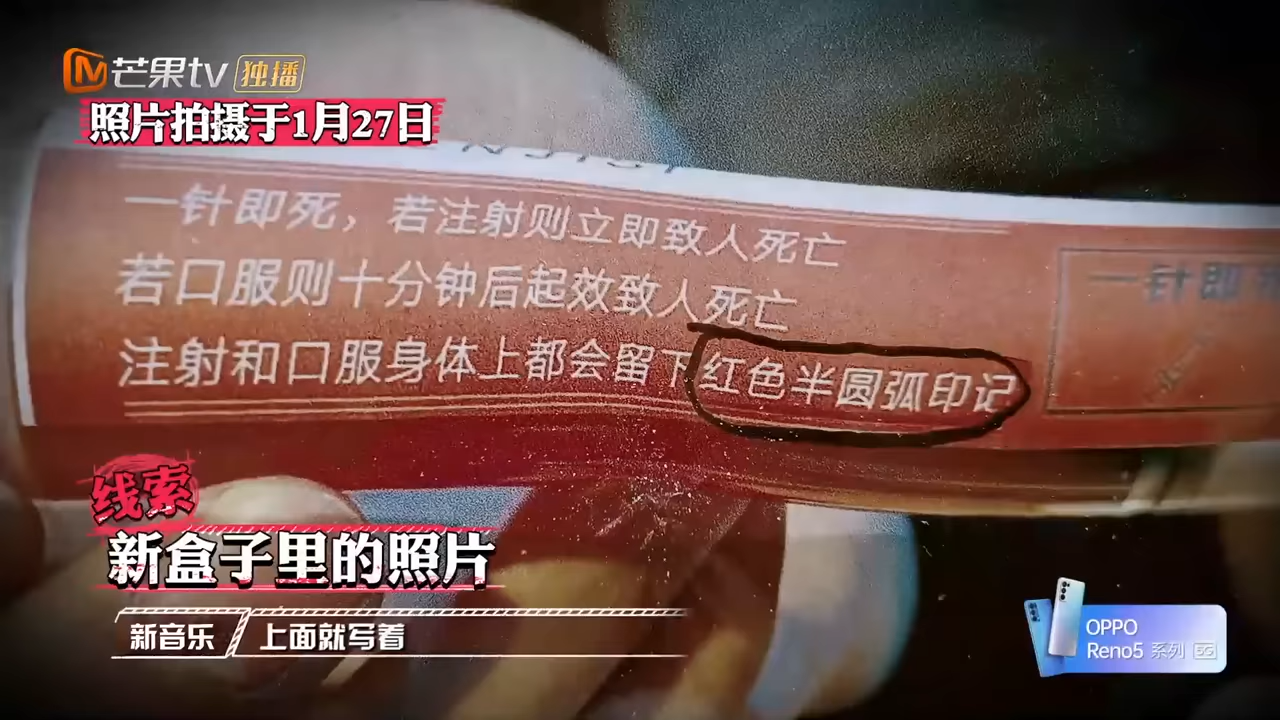 芒果tv 独播
照片拍摄于1月27日
一针即死，若注射则立即致人死亡
若口服则十分钟后起效致人死亡
注射和口服身体上都会留下红色半圆弧印记
一针即
线索
新盒子里的照片
新音乐 上面就写着
OPPO
Reno5 系列 5G